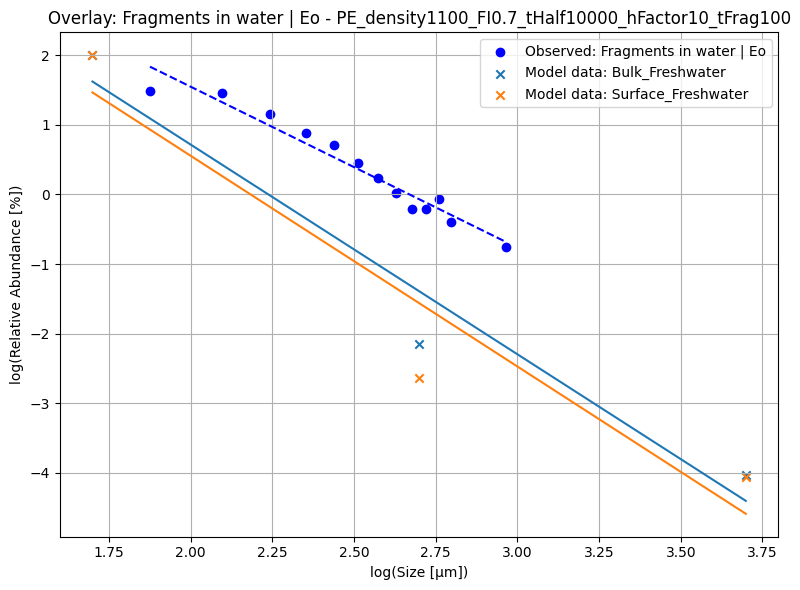 Overlay: Fragments in water | Eo - PE_density1100_FI0.7_tHalf10000_hFactor10_tFrag100
Observed: Fragments in water | Eo
Model data: Bulk_Freshwater
Model data: Surface_Freshwater
log(Relative Abundance [%])
2
1
0
−1
−2
−3
−4
1.75
2.00
2.25
2.50
2.75
3.00
3.25
3.50
3.75
log(Size [μm])